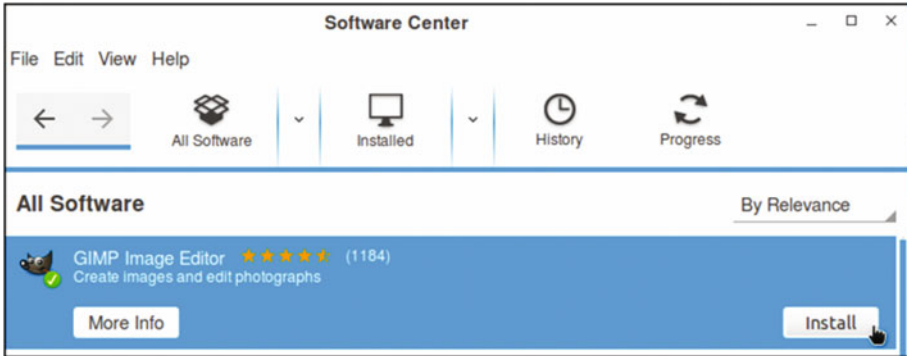 Software Center
File Edit View Help
All Software
Installed
History
Progress
All Software
By Relevance
GIMP Image Editor (1184)
Create images and edit photographs
More Info
Install